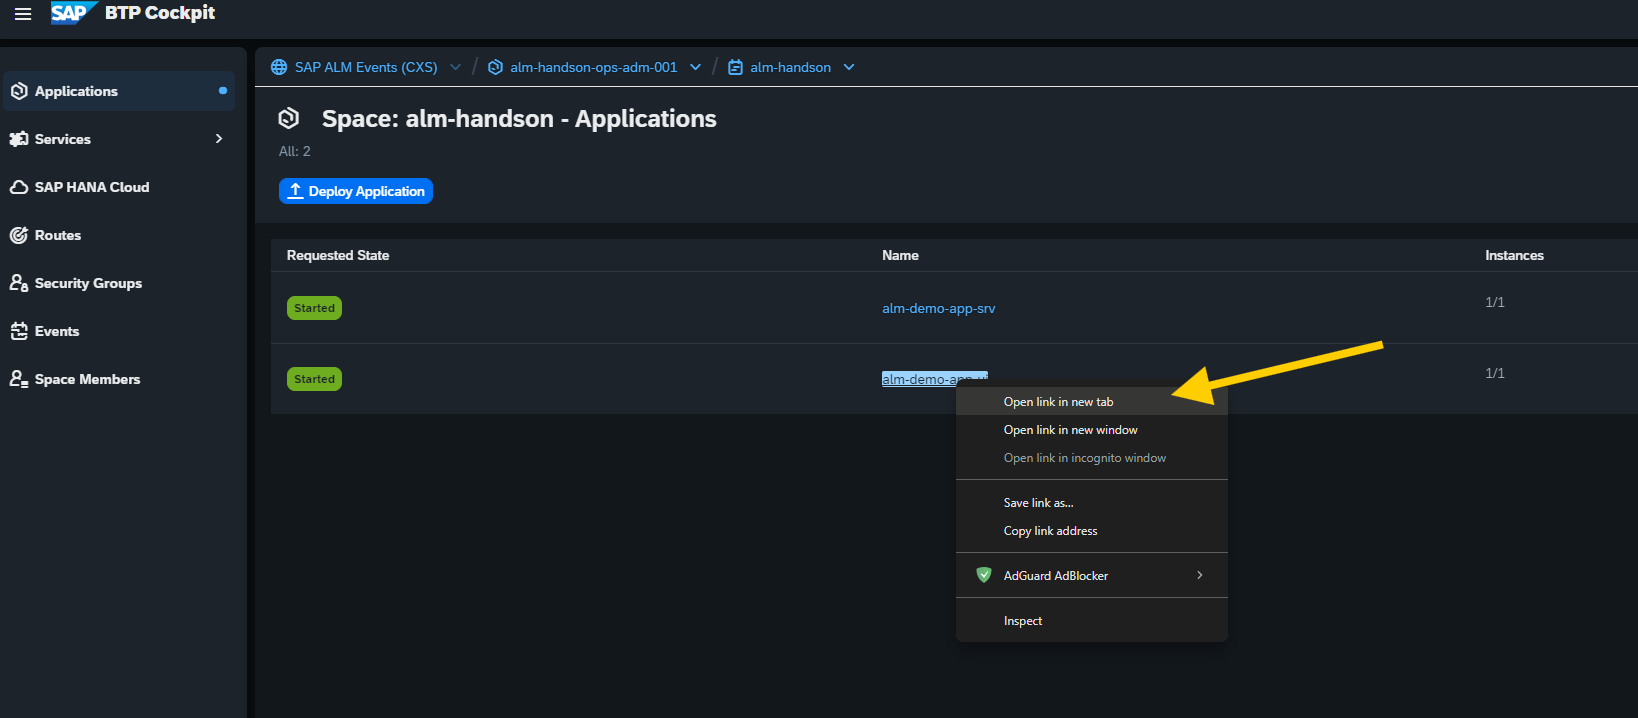 SAP BTP Cockpit
SAP ALM Events (CXS) / alm-handson-ops-adm-001 / alm-handson
Applications
Services
SAP HANA Cloud
Routes
Security Groups
Events
Space Members
Space: alm-handson - Applications
All: 2
Deploy Application
Requested State Name Instances
Started alm-demo-app-srv 1/1
Started alm-demo-app-ui 1/1
Open link in new tab
Open link in new window
Open link in incognito window
Save link as...
Copy link address
AdGuard AdBlocker
Inspect